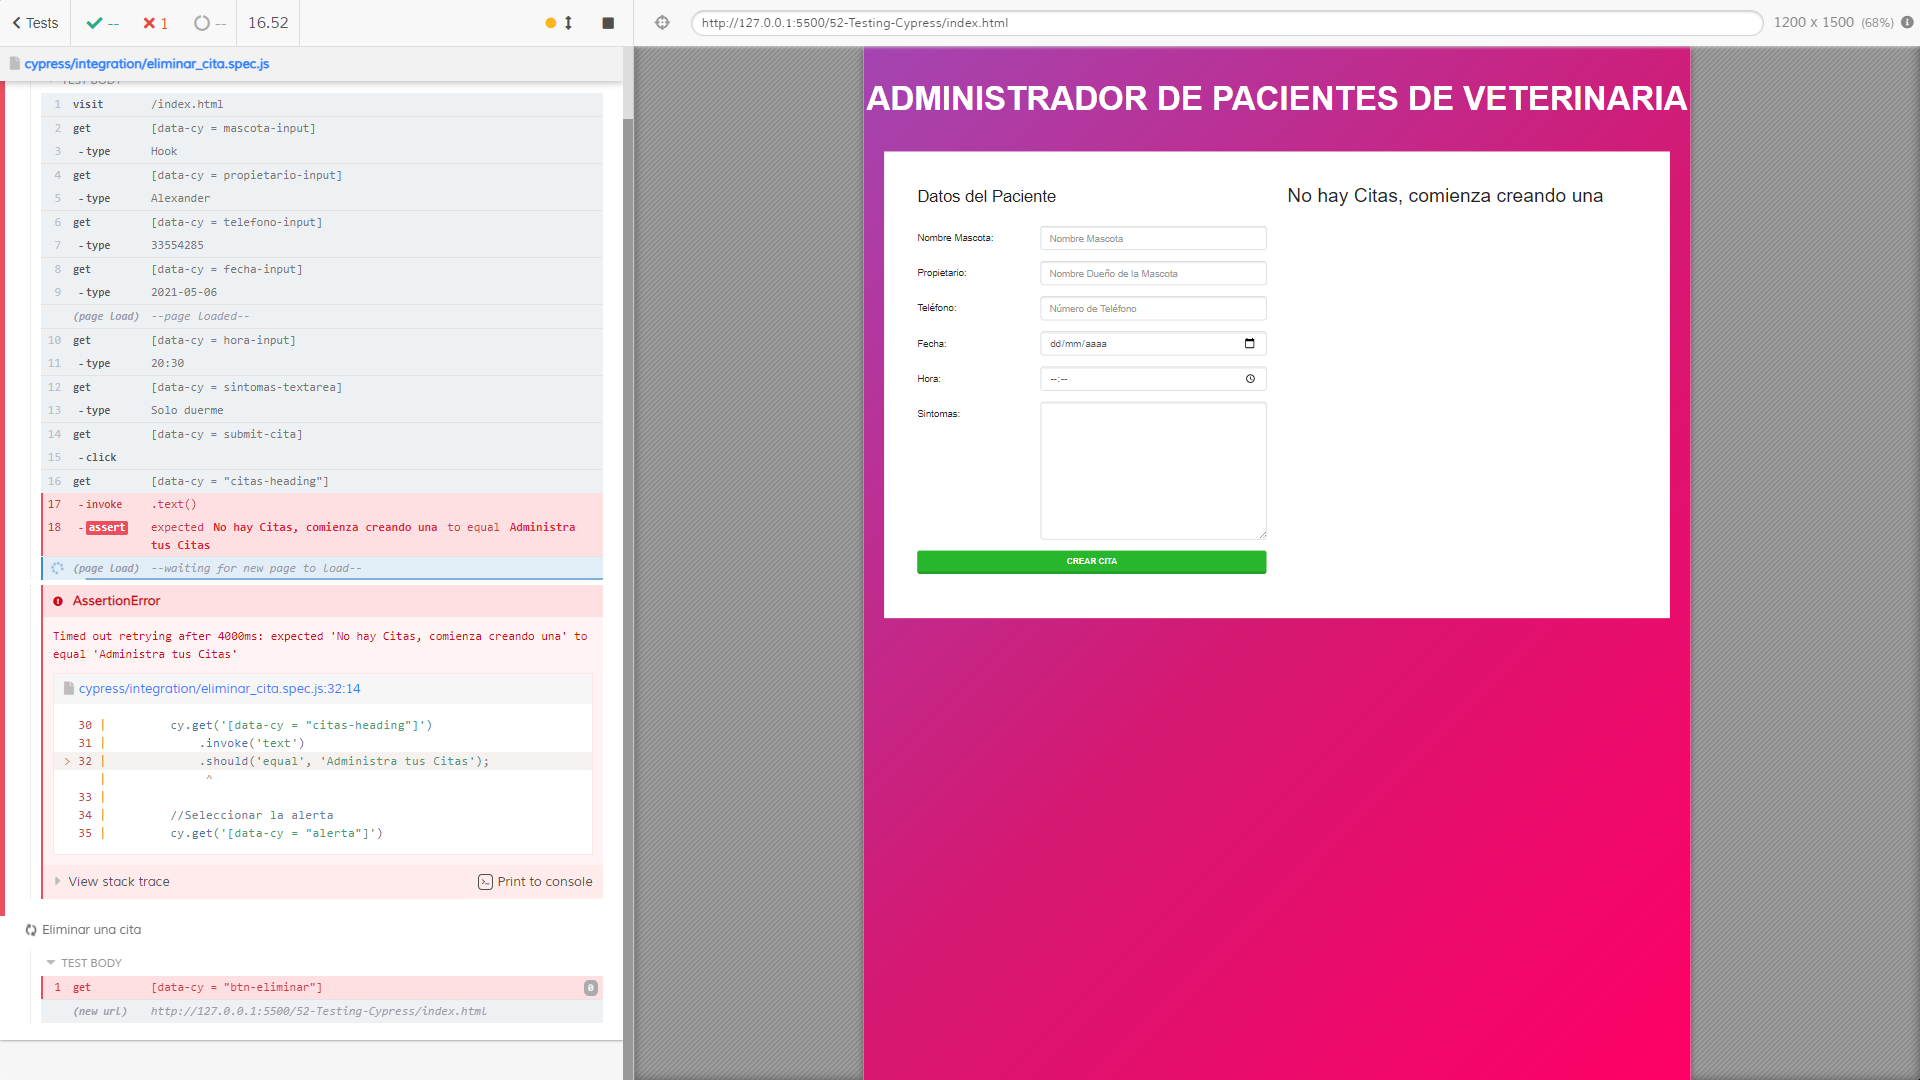 Tests
--
1
--
16.52
cypress/integration/eliminar_cita.spec.js
TEST BODY
1 visit /index.html
2 get [data-cy = mascota-input]
3 -type Hook
4 get [data-cy = propietario-input]
5 -type Alexander
6 get [data-cy = telefono-input]
7 -type 33554285
8 get [data-cy = fecha-input]
9 -type 2021-05-06
(page load) --page loaded--
10 get [data-cy = hora-input]
11 -type 20:30
12 get [data-cy = sintomas-textarea]
13 -type Solo duerme
14 get [data-cy = submit-cita]
15 -click
16 get [data-cy = "citas-heading"]
17 -invoke .text()
18 -assert expected No hay Citas, comienza creando una to equal Administra
tus Citas
(page load) --waiting for new page to load--
AssertionError
Timed out retrying after 4000ms: expected 'No hay Citas, comienza creando una' to
equal 'Administra tus Citas'
cypress/integration/eliminar_cita.spec.js:32:14
30 | cy.get('[data-cy = "citas-heading"]')
31 | .invoke('text')
> 32 | .should('equal', 'Administra tus Citas');
| ^
33 |
34 | //Seleccionar la alerta
35 | cy.get('[data-cy = "alerta"]')
View stack trace
Print to console
Eliminar una cita
TEST BODY
1 get [data-cy = "btn-eliminar"] 0
(new url) http://127.0.0.1:5500/52-Testing-Cypress/index.html
http://127.0.0.1:5500/52-Testing-Cypress/index.html
1200 x 1500 (68%)
ADMINISTRADOR DE PACIENTES DE VETERINARIA
Datos del Paciente
Nombre Mascota: Nombre Mascota
Propietario: Nombre Dueño de la Mascota
Teléfono: Número de Teléfono
Fecha: dd/mm/aaaa
Hora: --:--
Sintomas:
CREAR CITA
No hay Citas, comienza creando una